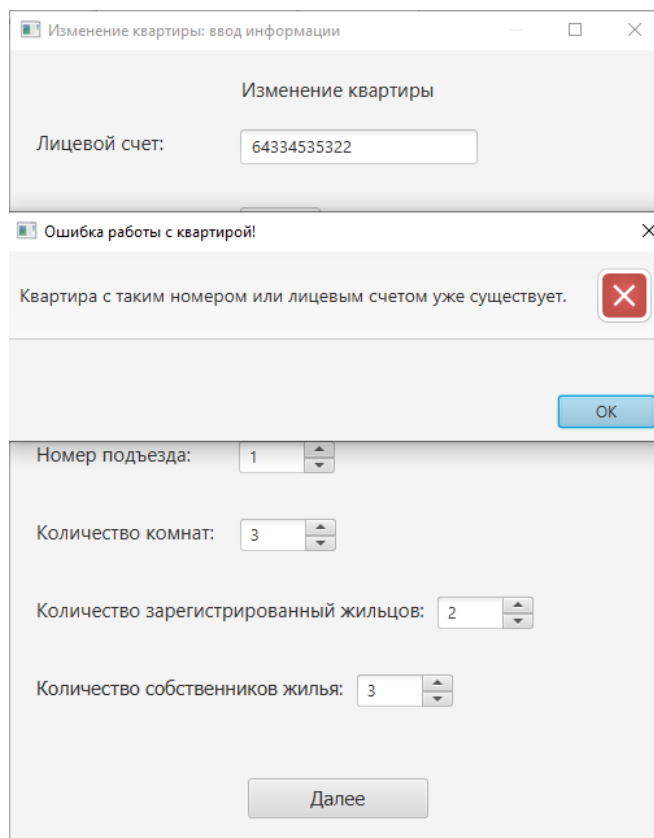 Изменение квартиры: ввод информации
Изменение квартиры
Лицевой счет:
64334535322
Ошибка работы с квартирой!
Квартира с таким номером или лицевым счетом уже существует.
OK
Номер подъезда:
1
Количество комнат:
3
Количество зарегистрированный жильцов:
2
Количество собственников жилья:
3
Далее